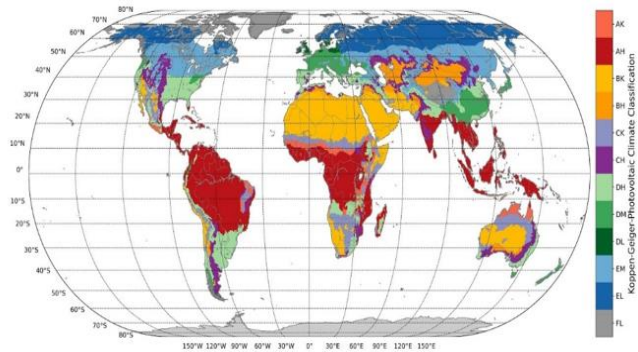 80°N
70°N
60°N
50°N
40°N
30°N
20°N
10°N
0°
10°S
20°S
30°S
40°S
50°S
60°S
70°S
80°S
150°W 120°W 90°W 60°W 30°W 0° 30°E 60°E 90°E 120°E 150°E
AK
AH
BK
BH
CK
CH
DH
DM
DL
EM
EL
FL
Koppen-Geiger-Photovoltaic Climate Classification